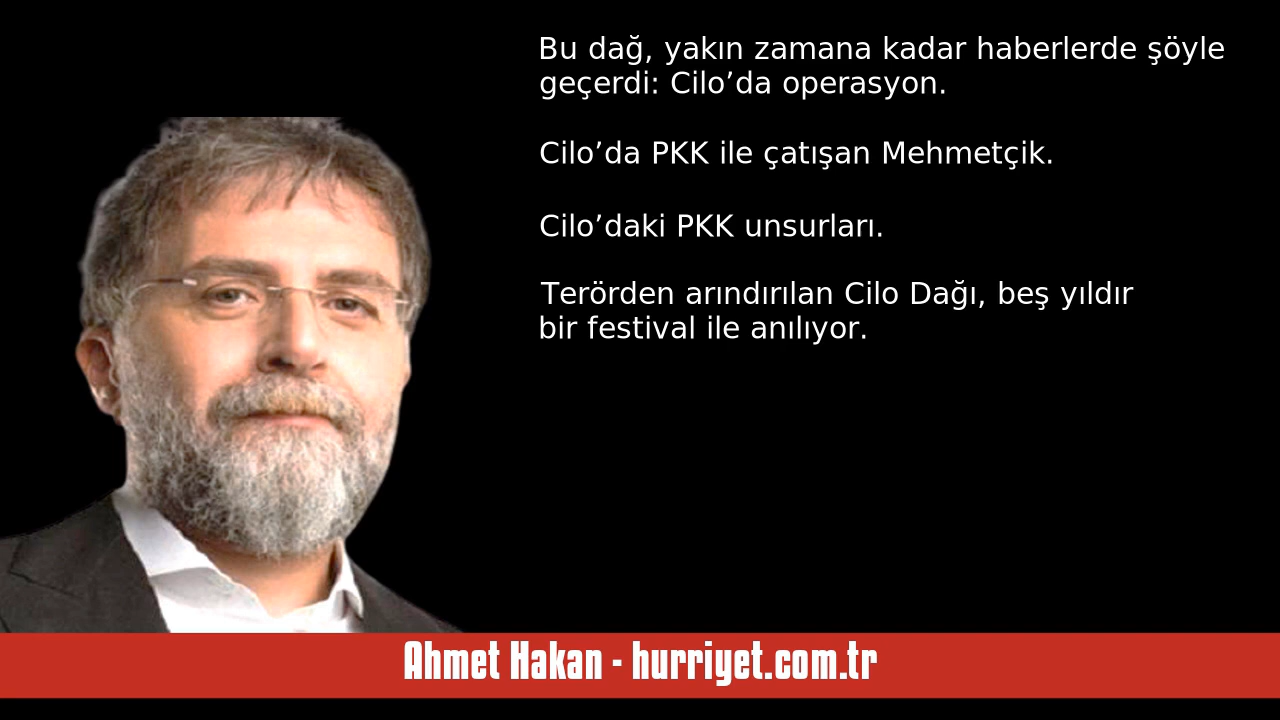 Bu dağ, yakın zamana kadar haberlerde şöyle
geçerdi: Cilo’da operasyon.
Cilo’da PKK ile çatışan Mehmetçik.
Cilo’daki PKK unsurları.
Terörden arındırılan Cilo Dağı, beş yıldır
bir festival ile anılıyor.
Ahmet Hakan - hurriyet.com.tr